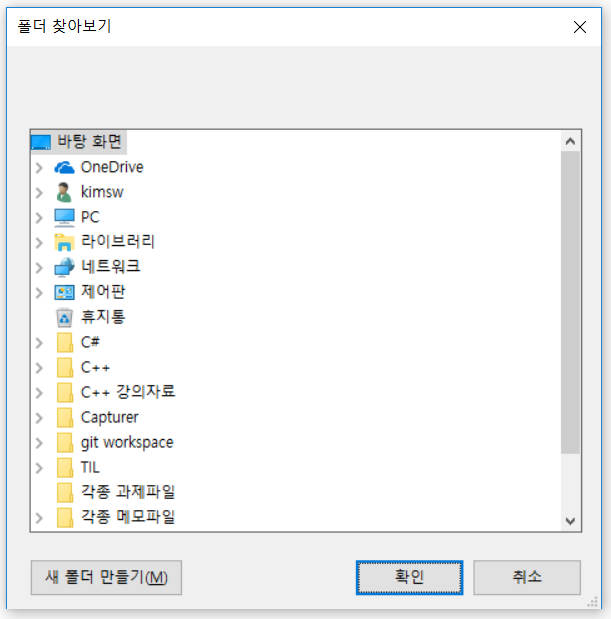 폴더 찾아보기
바탕 화면
OneDrive
kimsw
PC
라이브러리
네트워크
제어판
휴지통
C#
C++
C++ 강의자료
Capturer
git workspace
TIL
각종 과제파일
각종 메모파일
새 폴더 만들기(M)
확인
취소